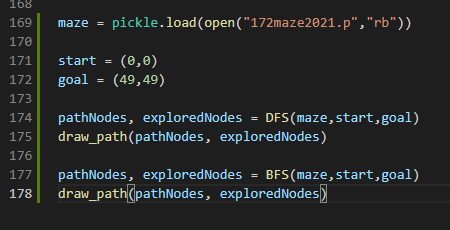 168
169 maze = pickle.load(open("172maze2021.p","rb"))
170
171 start = (0,0)
172 goal = (49,49)
173
174 pathNodes, exploredNodes = DFS(maze,start,goal)
175 draw_path(pathNodes, exploredNodes)
176
177 pathNodes, exploredNodes = BFS(maze,start,goal)
178 draw_path(pathNodes, exploredNodes)